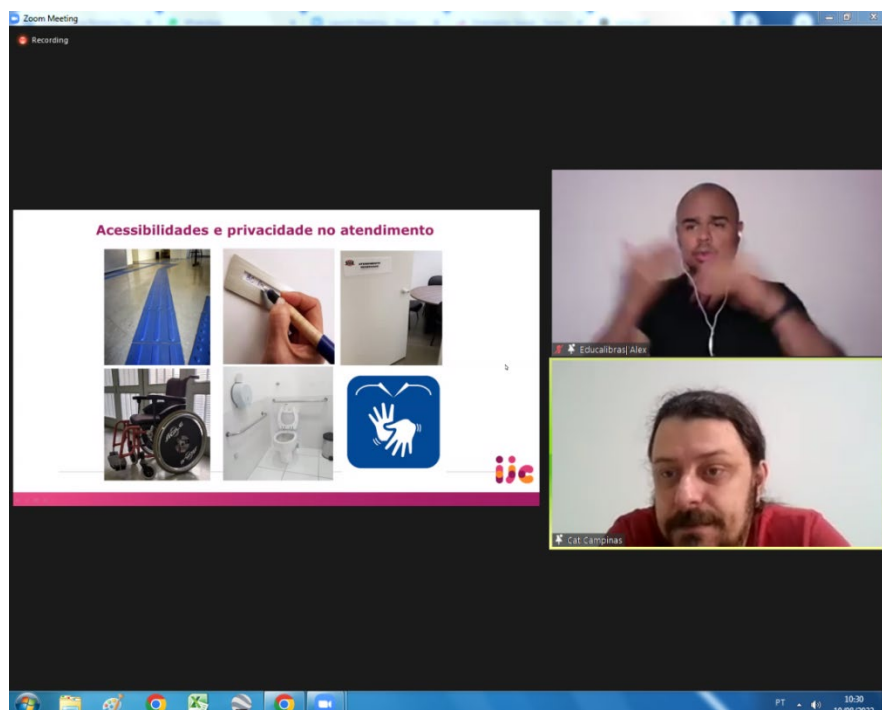 Zoom Meeting
Recording
Acessibilidades e privacidade no atendimento
ijc
Educalibras|Alex
Cat Campinas
PT
10:30